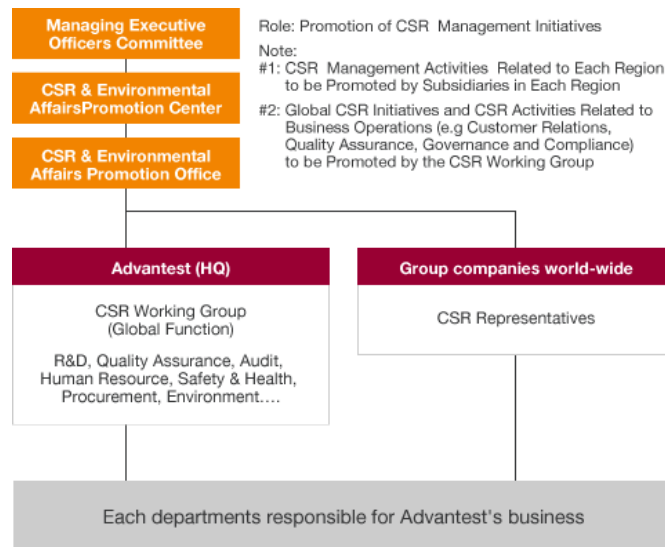 Managing Executive
Officers Committee
CSR & Environmental
AffairsPromotion Center
CSR & Environmental
Affairs Promotion Office
Role: Promotion of CSR Management Initiatives
Note:
#1: CSR Management Activities Related to Each Region
to be Promoted by Subsidiaries in Each Region
#2: Global CSR Initiatives and CSR Activities Related to
Business Operations (e.g Customer Relations,
Quality Assurance, Governance and Compliance)
to be Promoted by the CSR Working Group
Advantest (HQ)
CSR Working Group
(Global Function)
R&D, Quality Assurance, Audit,
Human Resource, Safety & Health,
Procurement, Environment....
Group companies world-wide
CSR Representatives
Each departments responsible for Advantest's business